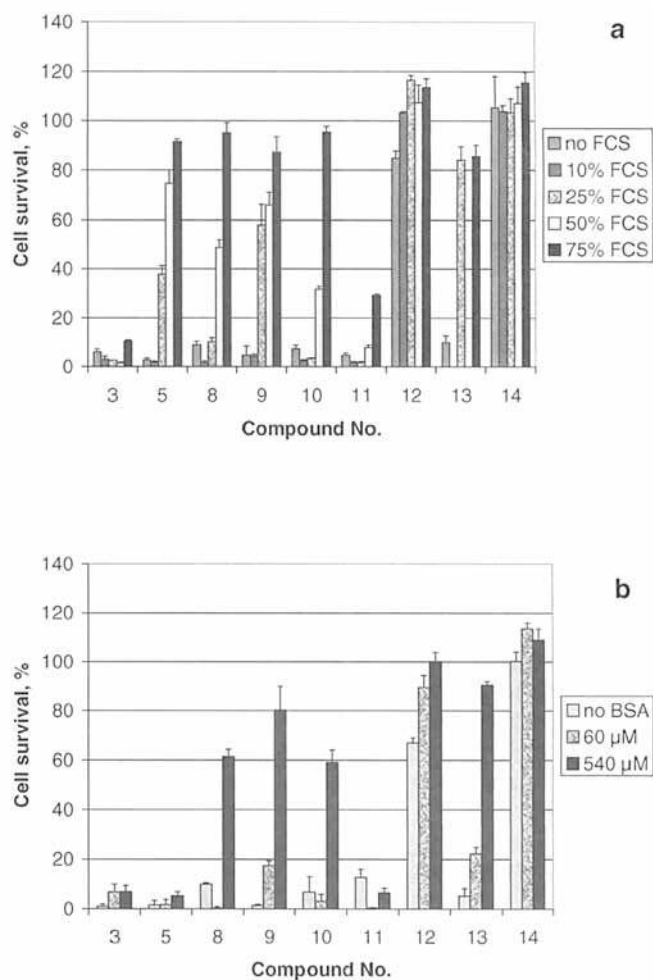 a
140
120
100
80
60
40
20
0
Cell survival, %
3 5 8 9 10 11 12 13 14
Compound No.
no FCS
10% FCS
25% FCS
50% FCS
75% FCS
b
140
120
100
80
60
40
20
0
Cell survival, %
3 5 8 9 10 11 12 13 14
Compound No.
no BSA
60 µM
540 µM